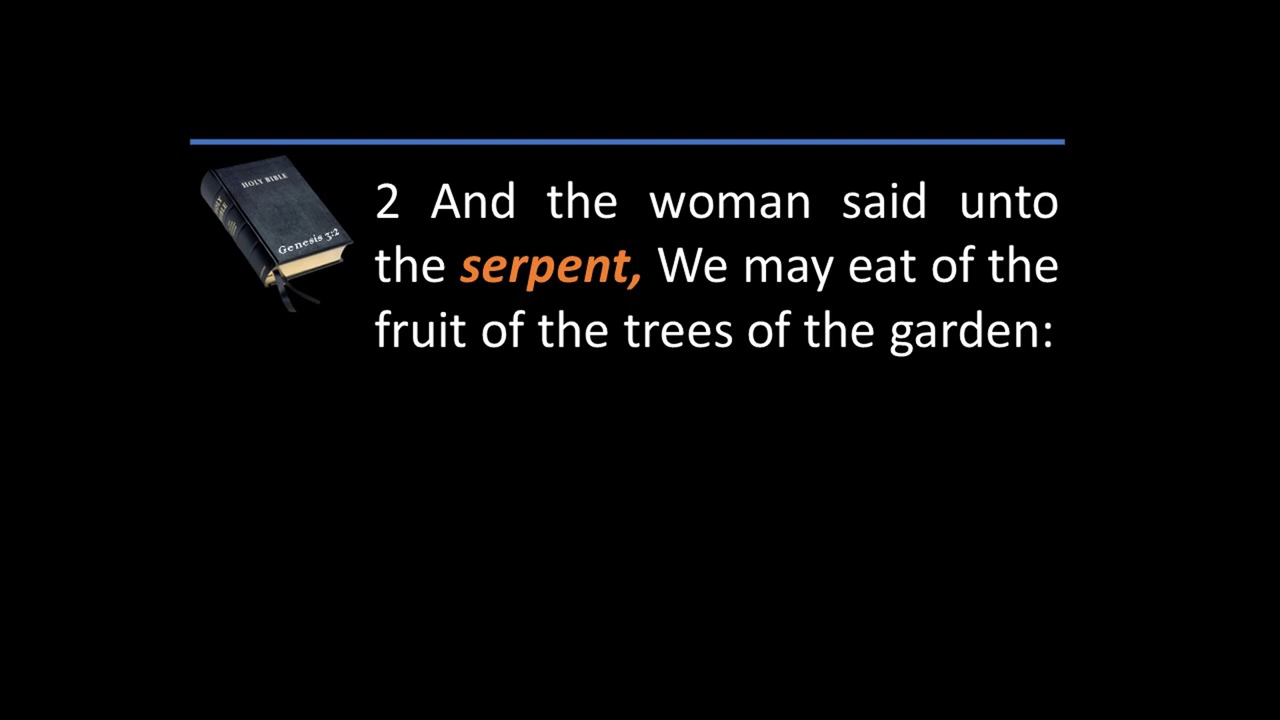 HOLY BIBLE
Genesis 3:2
2 And the woman said unto
the serpent, We may eat of the
fruit of the trees of the garden: